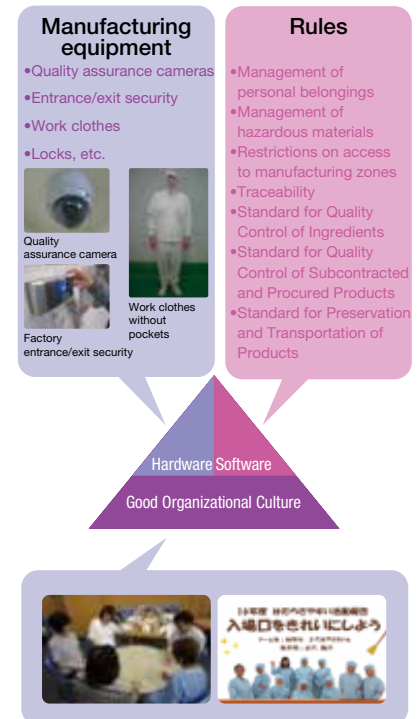 Manufacturing
equipment
•Quality assurance cameras
•Entrance/exit security
•Work clothes
•Locks, etc.
Quality
assurance camera
Factory
entrance/exit security
Work clothes
without
pockets
Rules
•Management of
personal belongings
•Management of
hazardous materials
•Restrictions on access
to manufacturing zones
•Traceability
•Standard for Quality
Control of Ingredients
•Standard for Quality
Control of Subcontracted
and Procured Products
•Standard for Preservation
and Transportation of
Products
Hardware Software
Good Organizational Culture
入場口をきれいにしよう